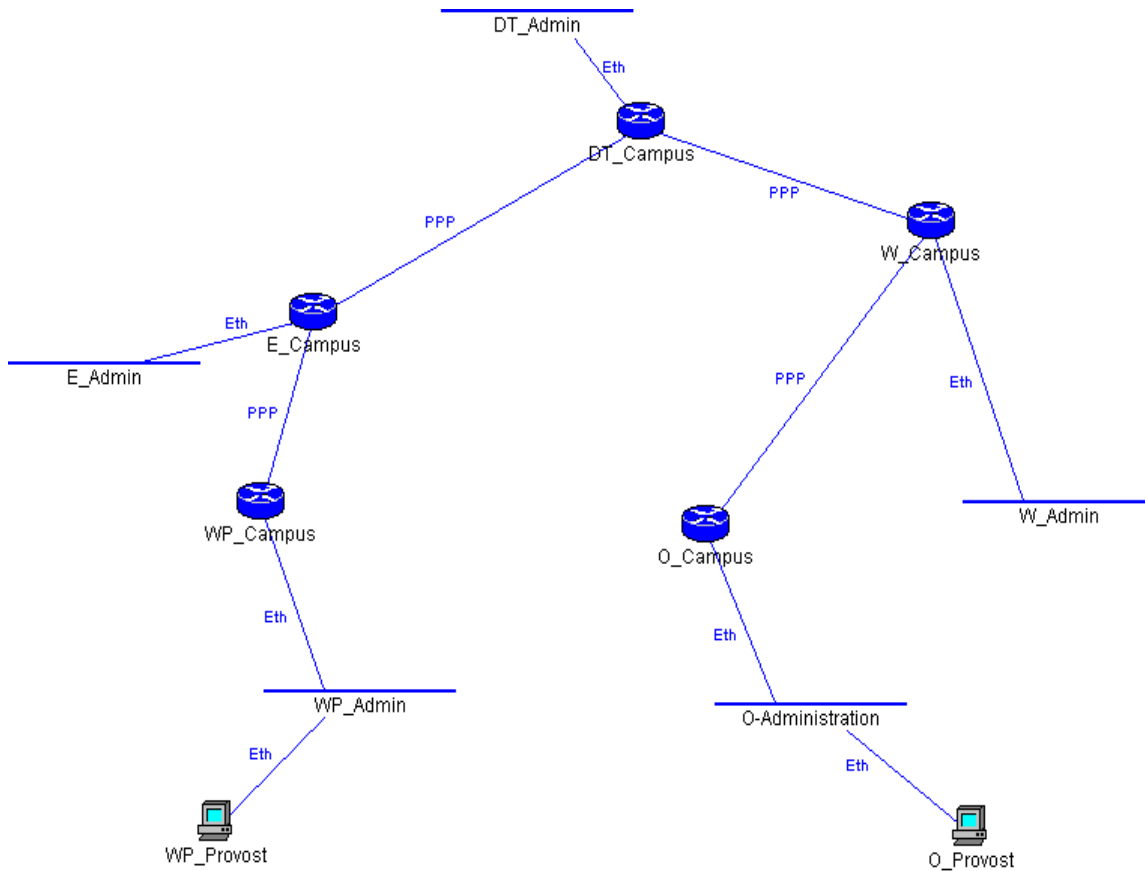 DT_Admin
Eth
DT_Campus
PPP
PPP
W_Campus
Eth
E_Campus
E_Admin
PPP
Eth
PPP
WP_Campus
W_Admin
O_Campus
Eth
Eth
WP_Admin
O-Administration
Eth
Eth
WP_Provost
O_Provost